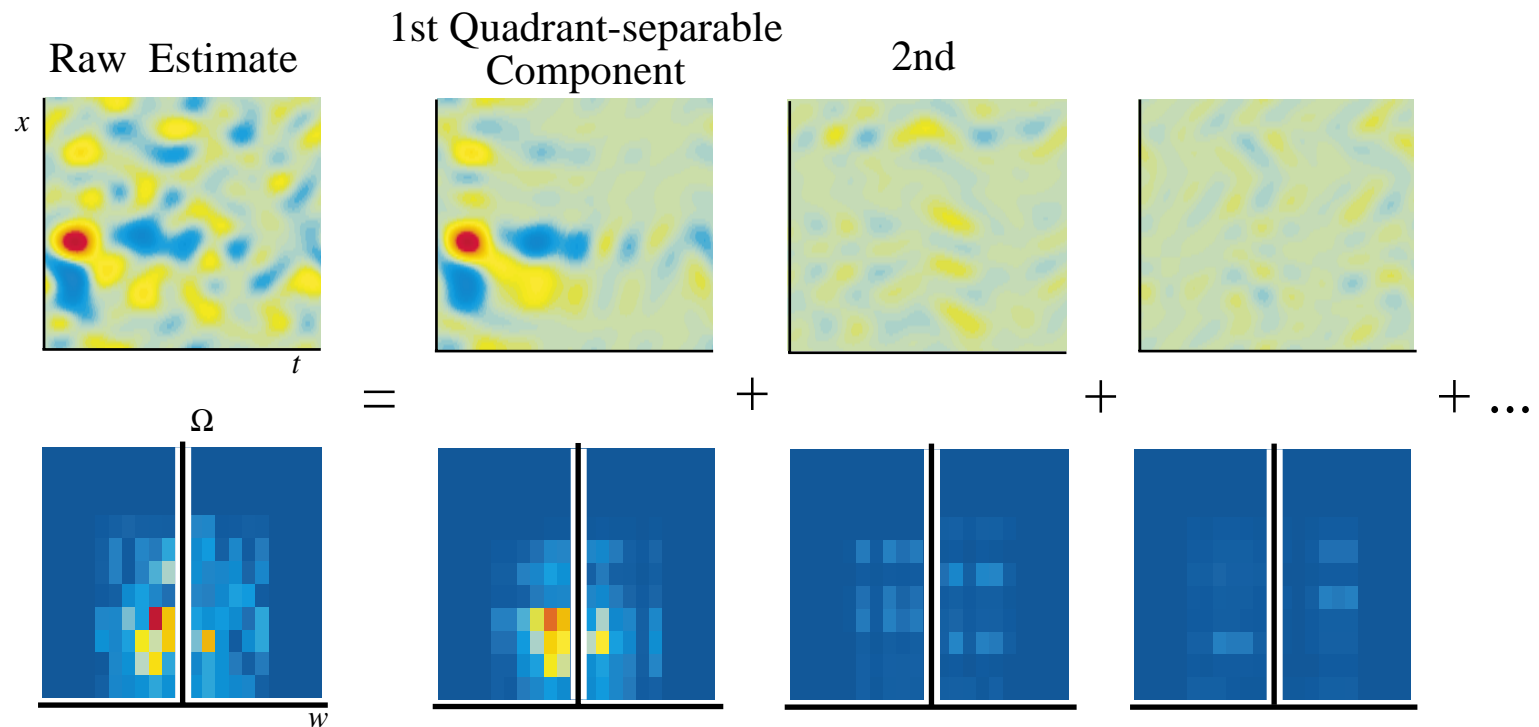 Raw Estimate
1st Quadrant-separable
Component
2nd
x
t
=
+
+
+ ...
Ω
w